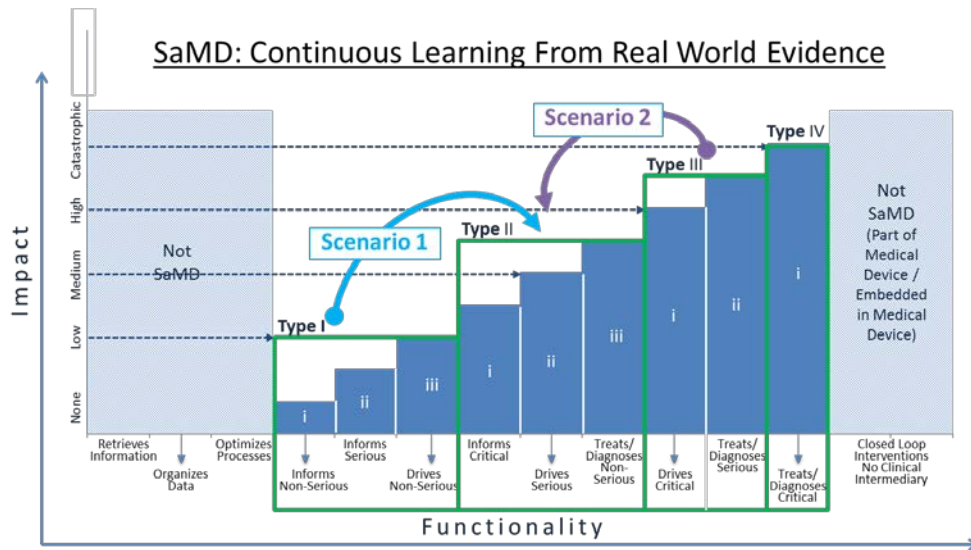 SaMD: Continuous Learning From Real World Evidence
Impact
Catastrophic
High
Medium
Low
None
Not
SaMD
Scenario 1
Scenario 2
Type I
Type II
Type III
Type IV
i
ii
iii
i
ii
iii
i
ii
i
Not
SaMD
(Part of
Medical
Device /
Embedded
in Medical
Device)
Retrieves
Information
Organizes
Data
Optimizes
Processes
Informs
Non-Serious
Informs
Serious
Drives
Non-Serious
Informs
Critical
Drives
Serious
Treats/
Diagnoses
Non-
Serious
Drives
Critical
Treats/
Diagnoses
Serious
Treats/
Diagnoses
Critical
Closed Loop
Interventions
No Clinical
Intermediary
Functionality